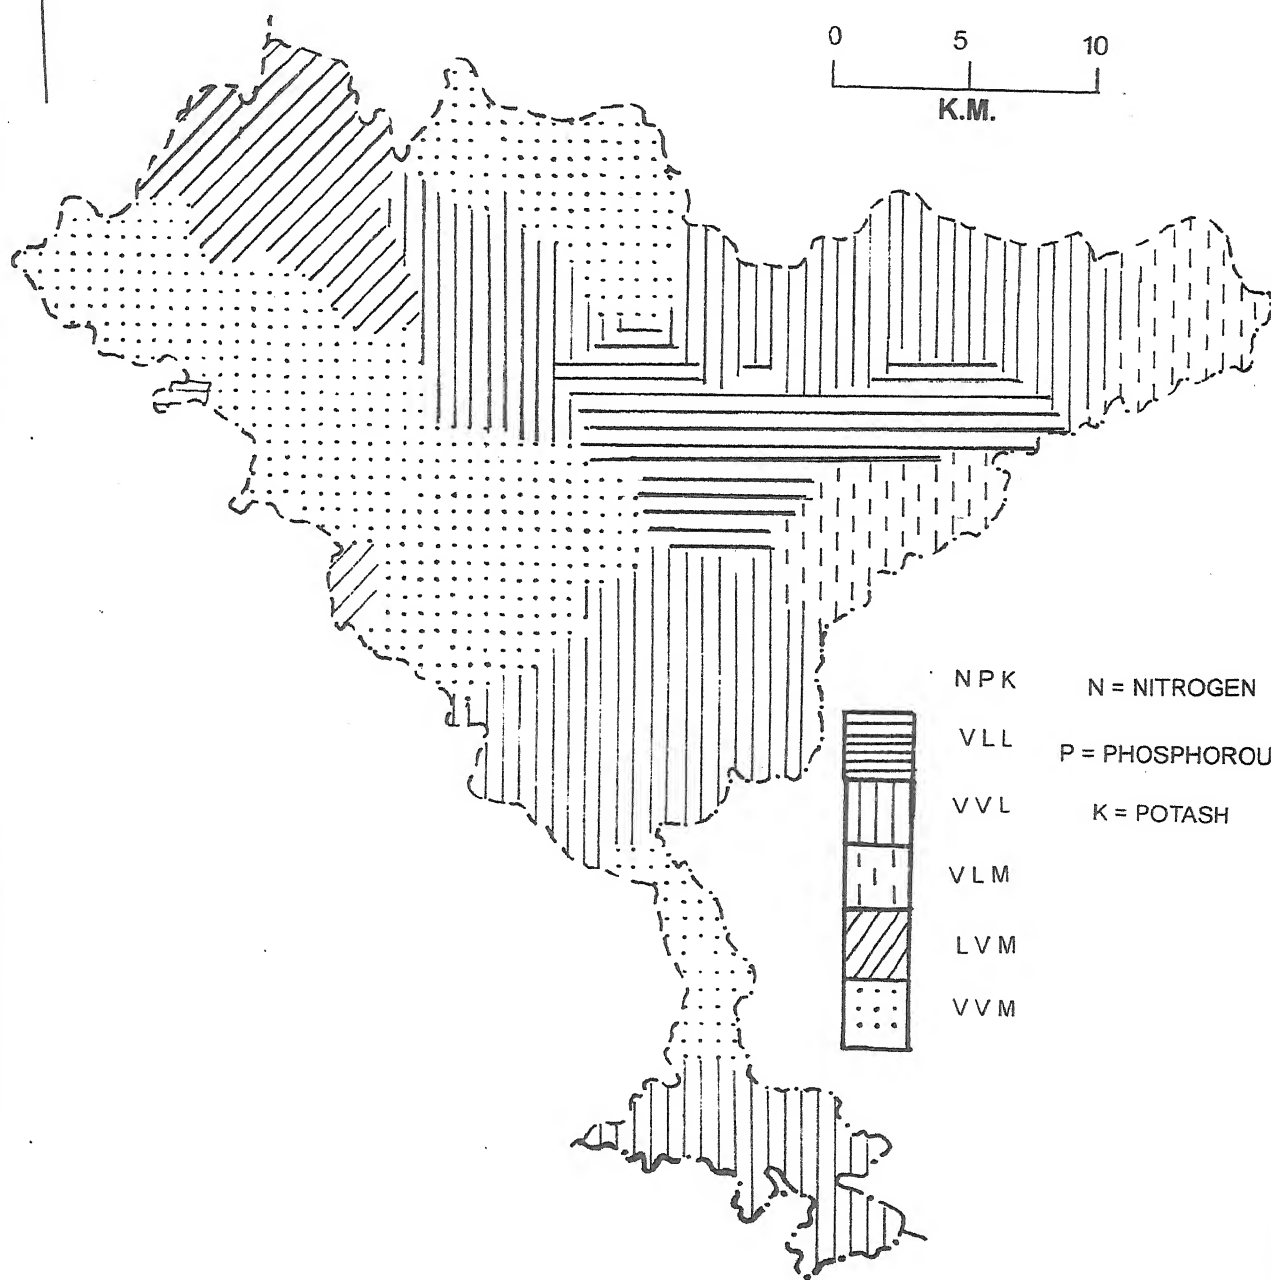 0 5 10
K.M.
N P K
N = NITROGEN
V L L
P = PHOSPHOROU
V V L
K = POTASH
V L M
L V M
V V M